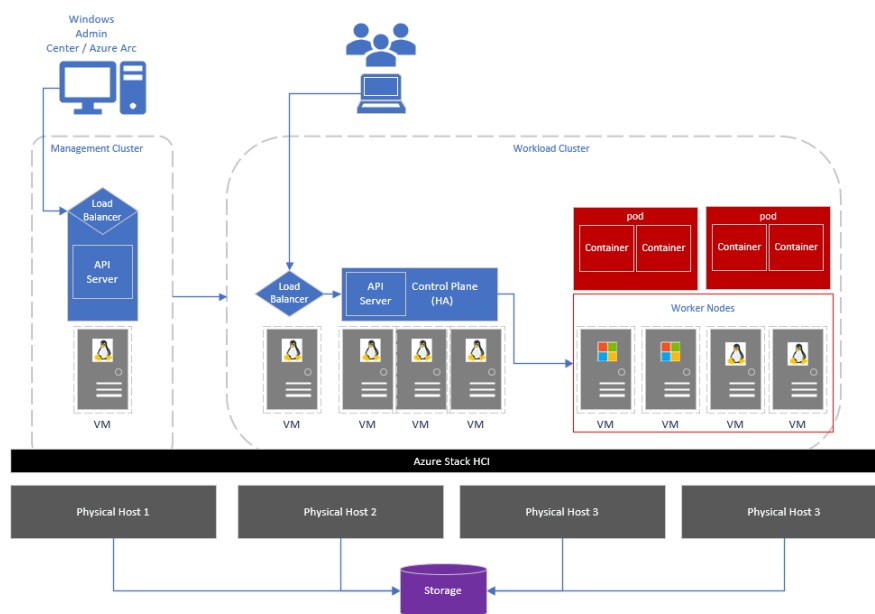 Windows
Admin
Center / Azure Arc
Management Cluster
Workload Cluster
Load
Balancer
API
Server
pod
Container
Container
pod
Container
Container
Load
Balancer
API
Server
Control Plane
(HA)
Worker Nodes
VM
VM
VM
VM
VM
VM
VM
VM
VM
Azure Stack HCI
Physical Host 1
Physical Host 2
Physical Host 3
Physical Host 3
Storage